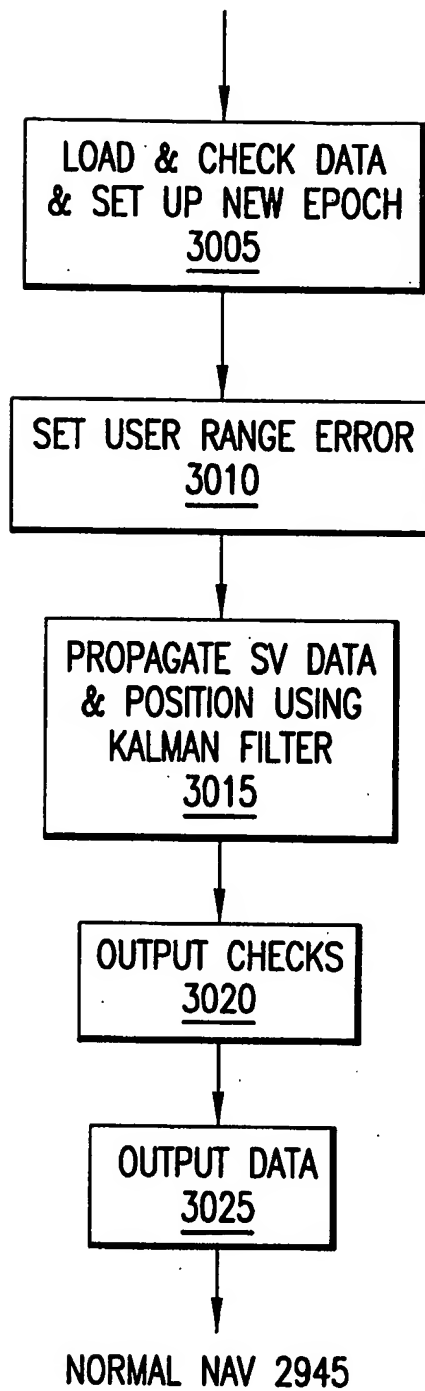 LOAD & CHECK DATA
& SET UP NEW EPOCH
3005
SET USER RANGE ERROR
3010
PROPAGATE SV DATA
& POSITION USING
KALMAN FILTER
3015
OUTPUT CHECKS
3020
OUTPUT DATA
3025
NORMAL NAV 2945